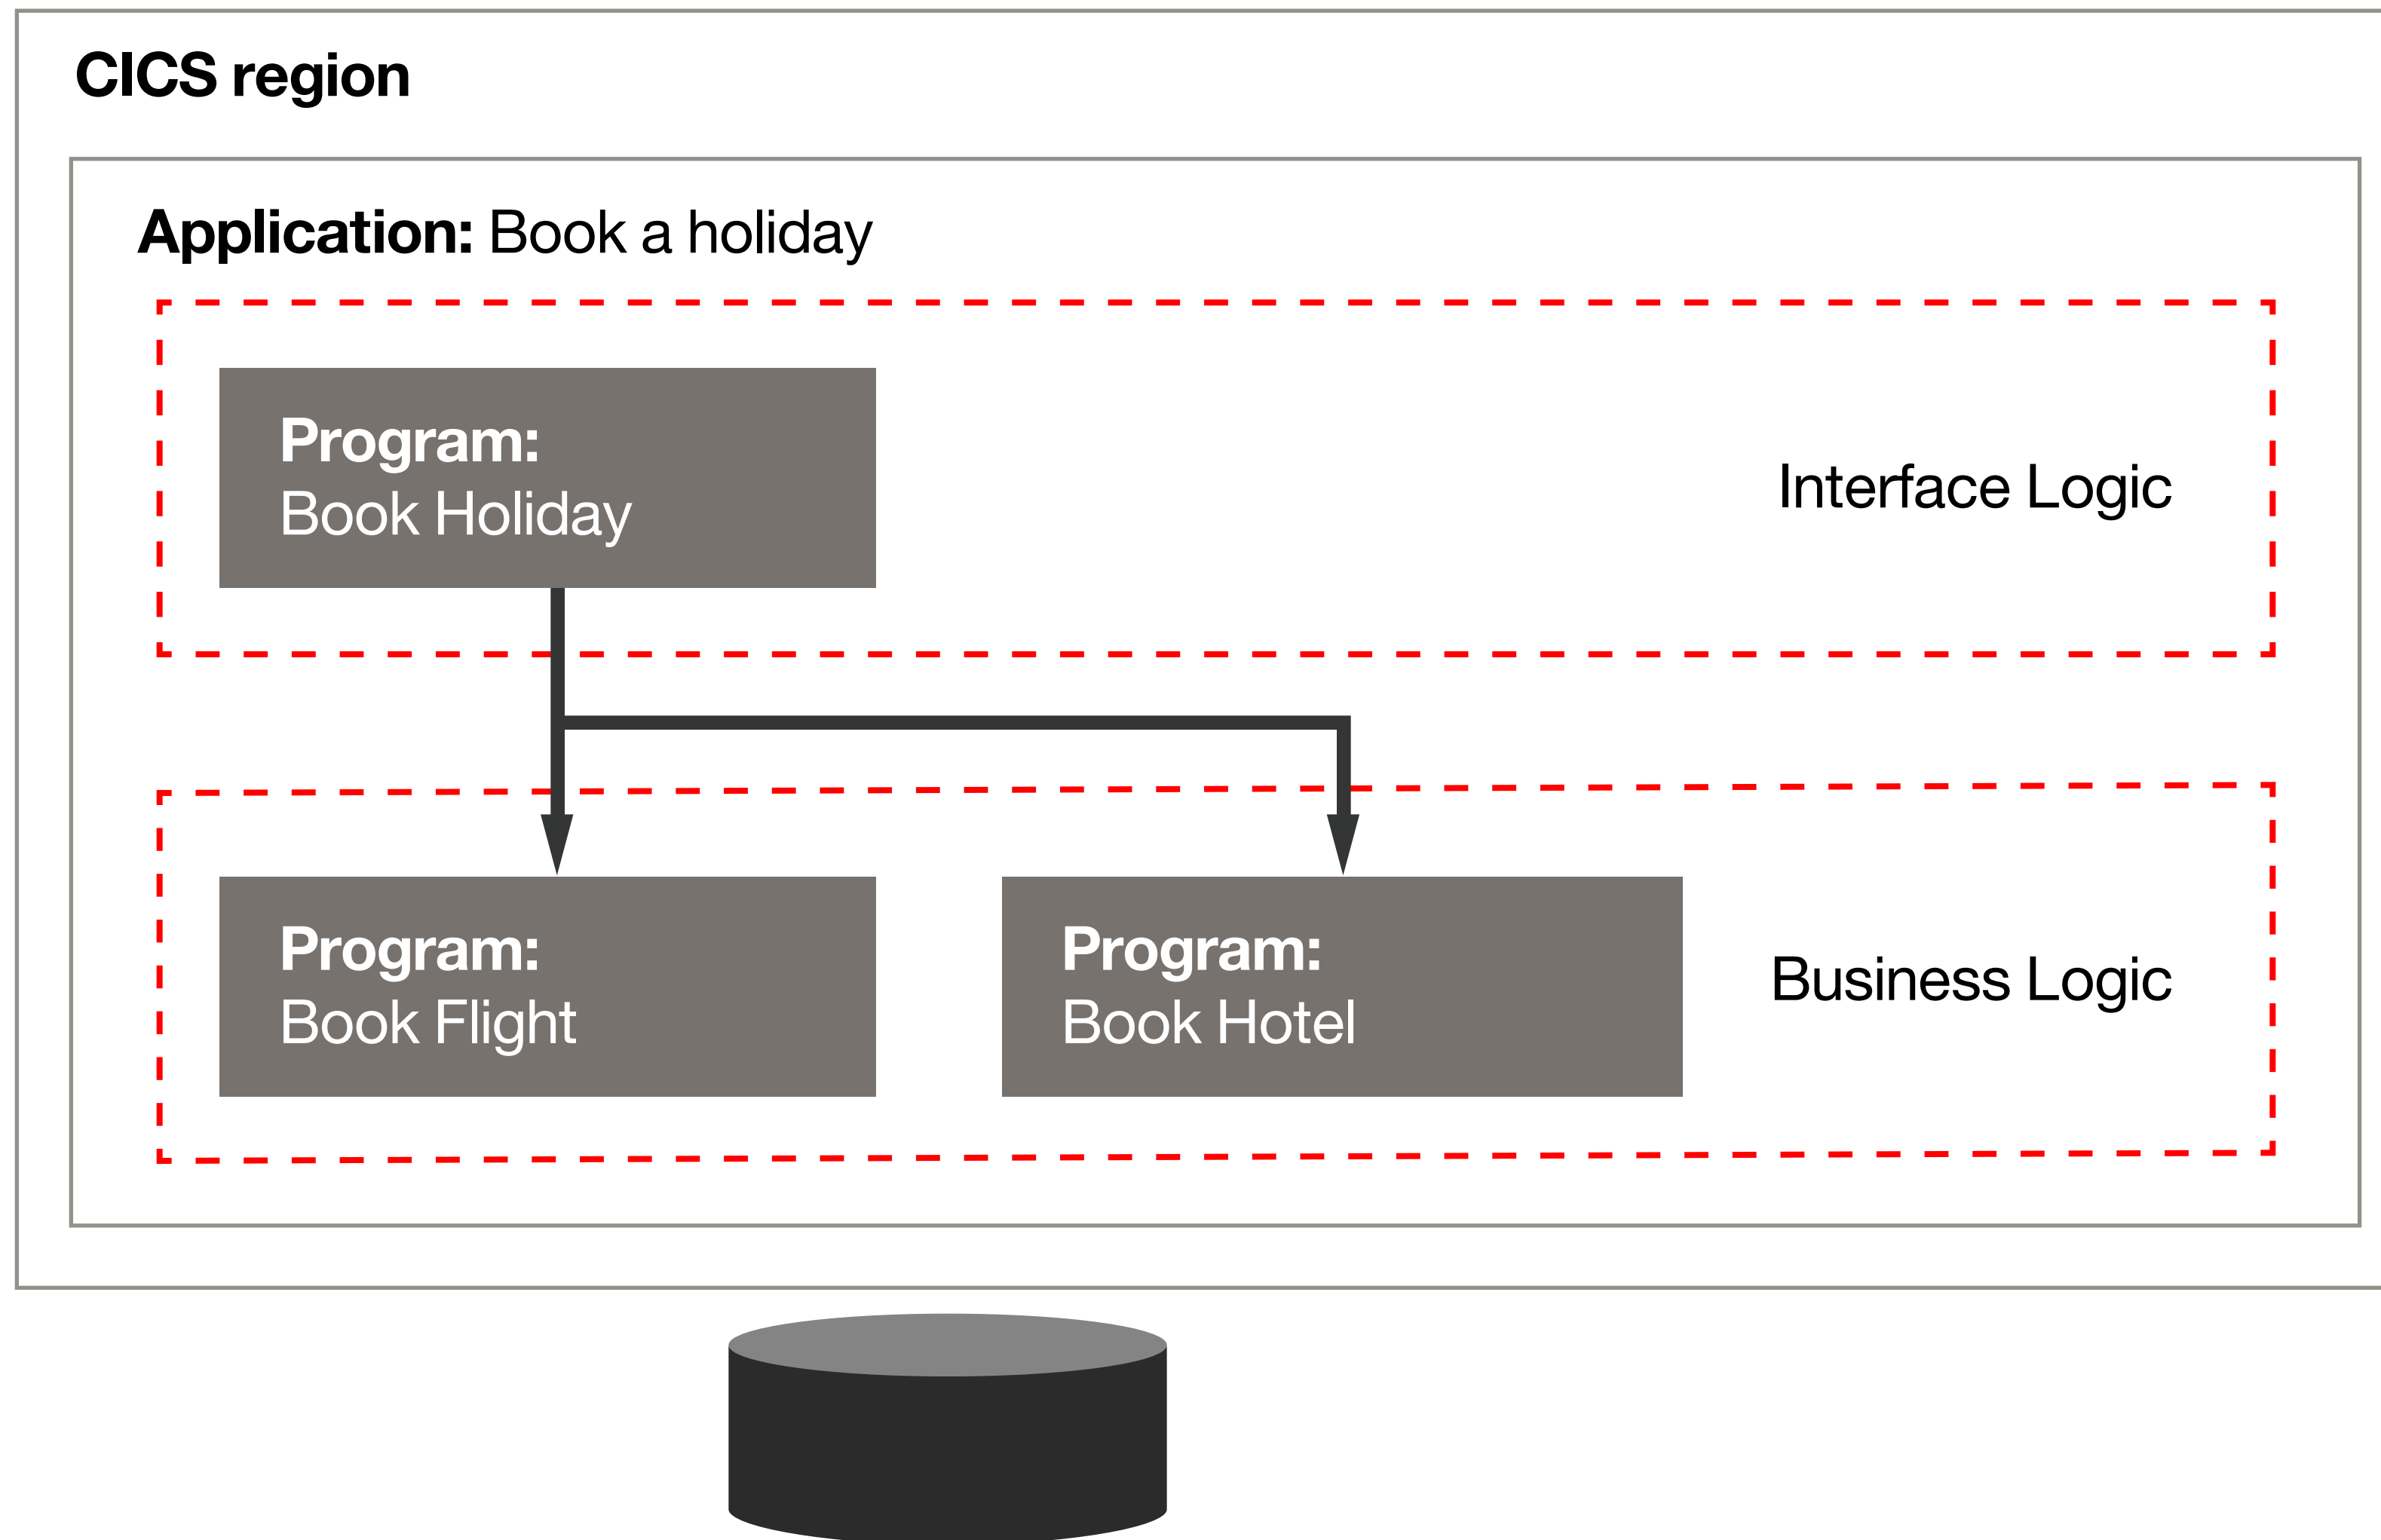 CICS region
Application: Book a holiday
Program:
Book Holiday
Interface Logic
Program:
Book Flight
Program:
Book Hotel
Business Logic